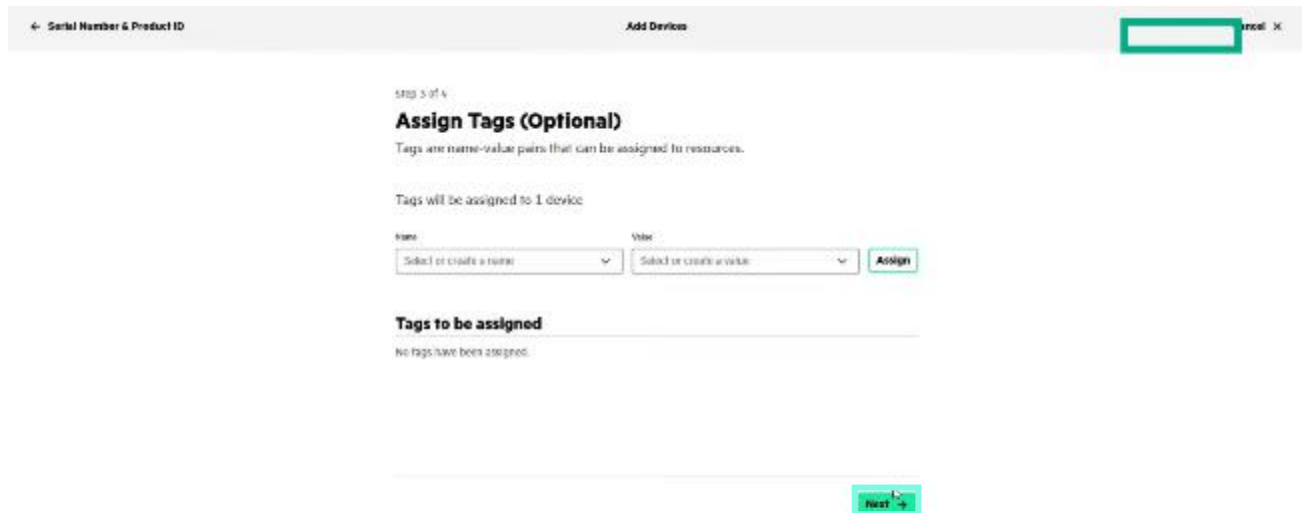 ← Serial Number & Product ID
Add Devices
ancel ×
Step 3 of 4
Assign Tags (Optional)
Tags are name-value pairs that can be assigned to resources.
Tags will be assigned to 1 device
Name
Value
Select or create a name
Select or create a value
Assign
Tags to be assigned
No tags have been assigned.
Next →